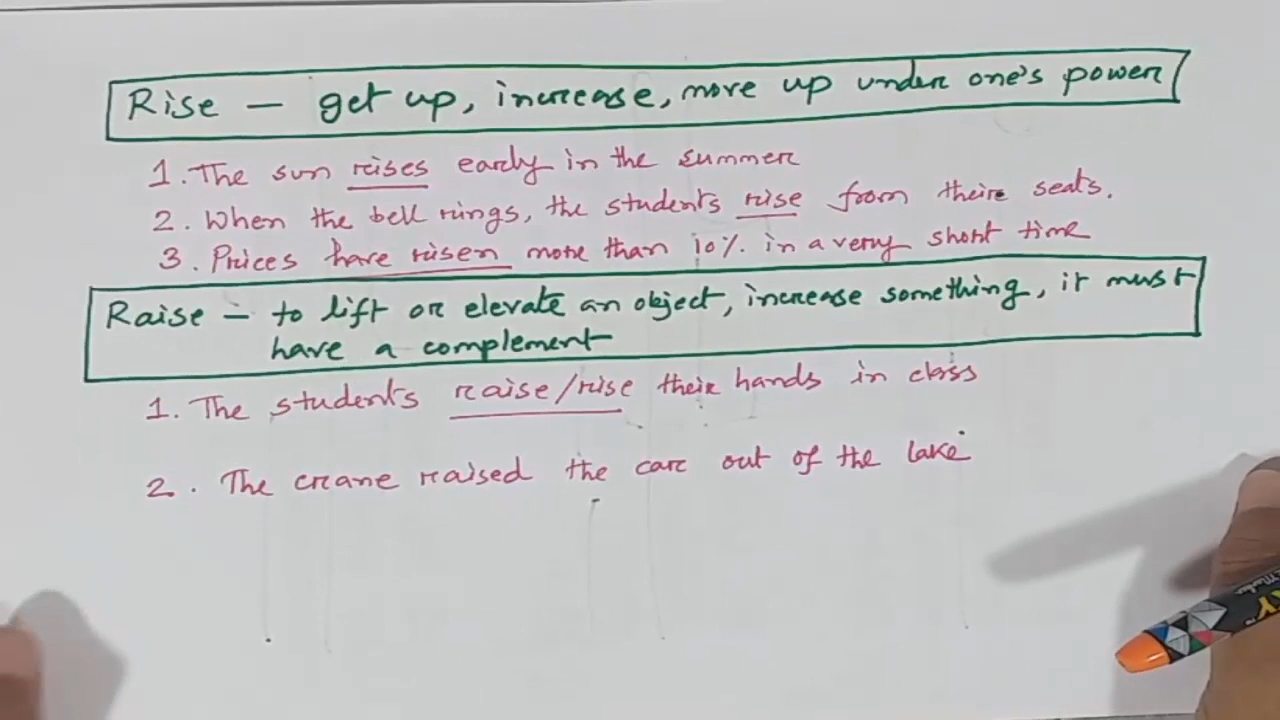 Rise – get up, increase, move up under one's power
1. The sun rises early in the summer
2. When the bell rings, the students rise from their seats.
3. Prices have risen more than 10%. in a very short time
Raise – to lift or elevate an object, increase something, it must
have a complement
1. The students raise/rise their hands in class
2. The crane raised the car out of the lake